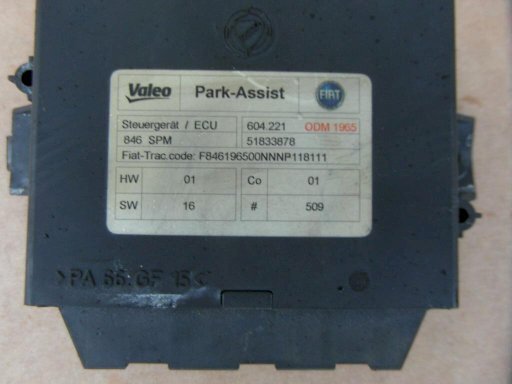 Valeo Park-Assist FIAT
Steuergerät / ECU 604.221 ODM 1965
846 SPM 51833878
Fiat-Trac.code: F846196500NNNP118111
HW 01 Co 01
SW 16 # 509
>PA 66.GF 15<